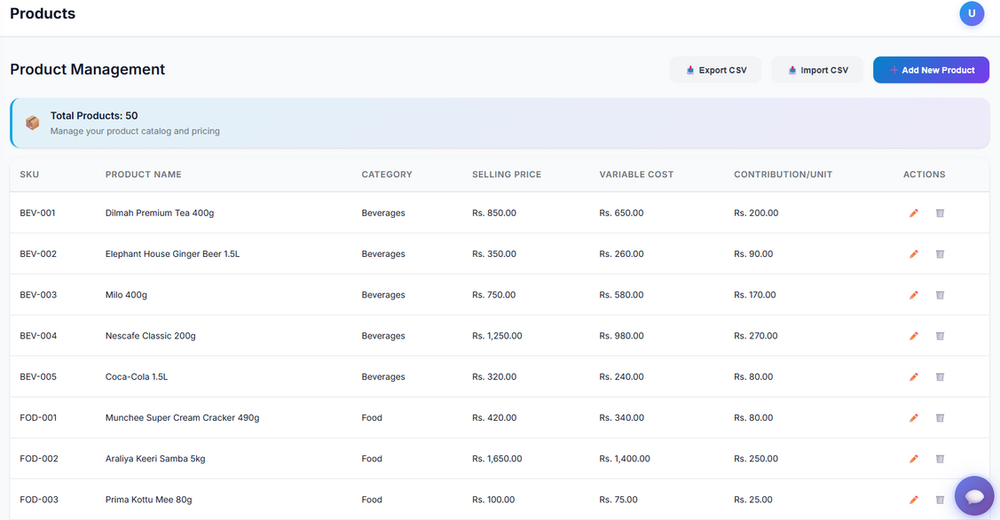 Products
U
Product Management
Export CSV
Import CSV
Add New Product
Total Products: 50
Manage your product catalog and pricing
SKU PRODUCT NAME CATEGORY SELLING PRICE VARIABLE COST CONTRIBUTION/UNIT ACTIONS
BEV-001 Dilmah Premium Tea 400g Beverages Rs. 850.00 Rs. 650.00 Rs. 200.00
BEV-002 Elephant House Ginger Beer 1.5L Beverages Rs. 350.00 Rs. 260.00 Rs. 90.00
BEV-003 Milo 400g Beverages Rs. 750.00 Rs. 580.00 Rs. 170.00
BEV-004 Nescafe Classic 200g Beverages Rs. 1,250.00 Rs. 980.00 Rs. 270.00
BEV-005 Coca-Cola 1.5L Beverages Rs. 320.00 Rs. 240.00 Rs. 80.00
FOD-001 Munchee Super Cream Cracker 490g Food Rs. 420.00 Rs. 340.00 Rs. 80.00
FOD-002 Araliya Keeri Samba 5kg Food Rs. 1,650.00 Rs. 1,400.00 Rs. 250.00
FOD-003 Prima Kottu Mee 80g Food Rs. 100.00 Rs. 75.00 Rs. 25.00